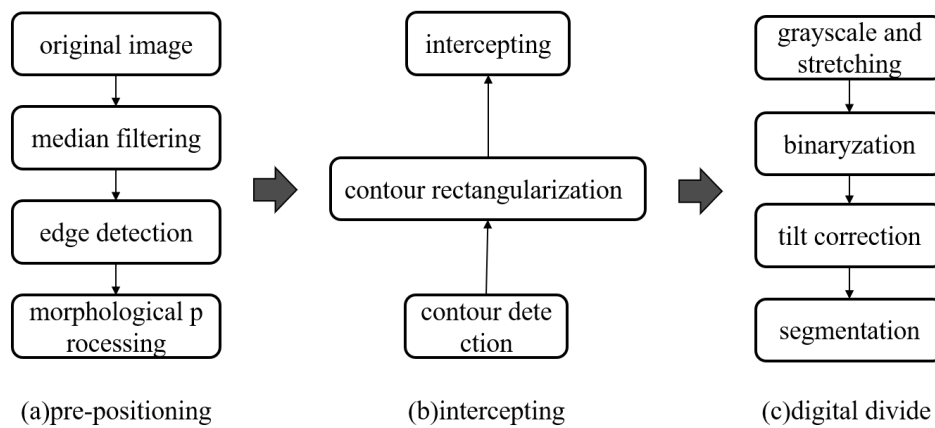 original image
median filtering
edge detection
morphological p
rocessing
(a)pre-positioning
intercepting
contour rectangularization
contour dete
ction
(b)intercepting
grayscale and
stretching
binaryzation
tilt correction
segmentation
(c)digital divide